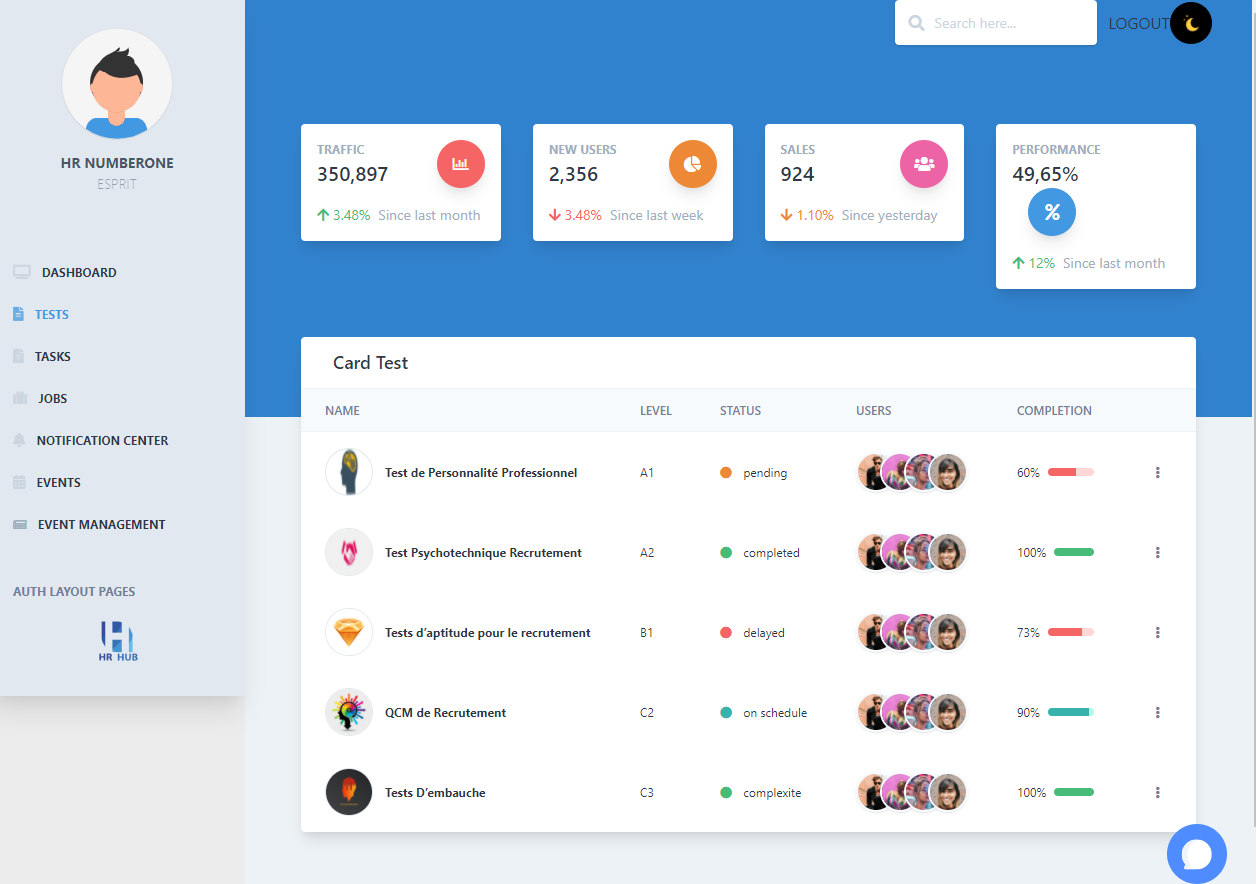 HR NUMBERONE
ESPRIT
DASHBOARD
TESTS
TASKS
JOBS
NOTIFICATION CENTER
EVENTS
EVENT MANAGEMENT
AUTH LAYOUT PAGES
HR HUB
Search here...
LOGOUT
TRAFFIC
350,897
3.48% Since last month
NEW USERS
2,356
3.48% Since last week
SALES
924
1.10% Since yesterday
PERFORMANCE
49,65%
%
12% Since last month
Card Test
NAME LEVEL STATUS USERS COMPLETION
Test de Personnalité Professionnel A1 pending 60%
Test Psychotechnique Recrutement A2 completed 100%
Tests d’aptitude pour le recrutement B1 delayed 73%
QCM de Recrutement C2 on schedule 90%
Tests D’embauche C3 complexite 100%